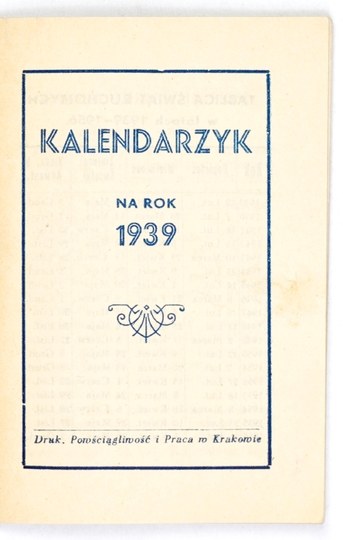 KALENDARZYK
NA ROK
1939
Druk. Powściągliwość i Praca w Krakowie